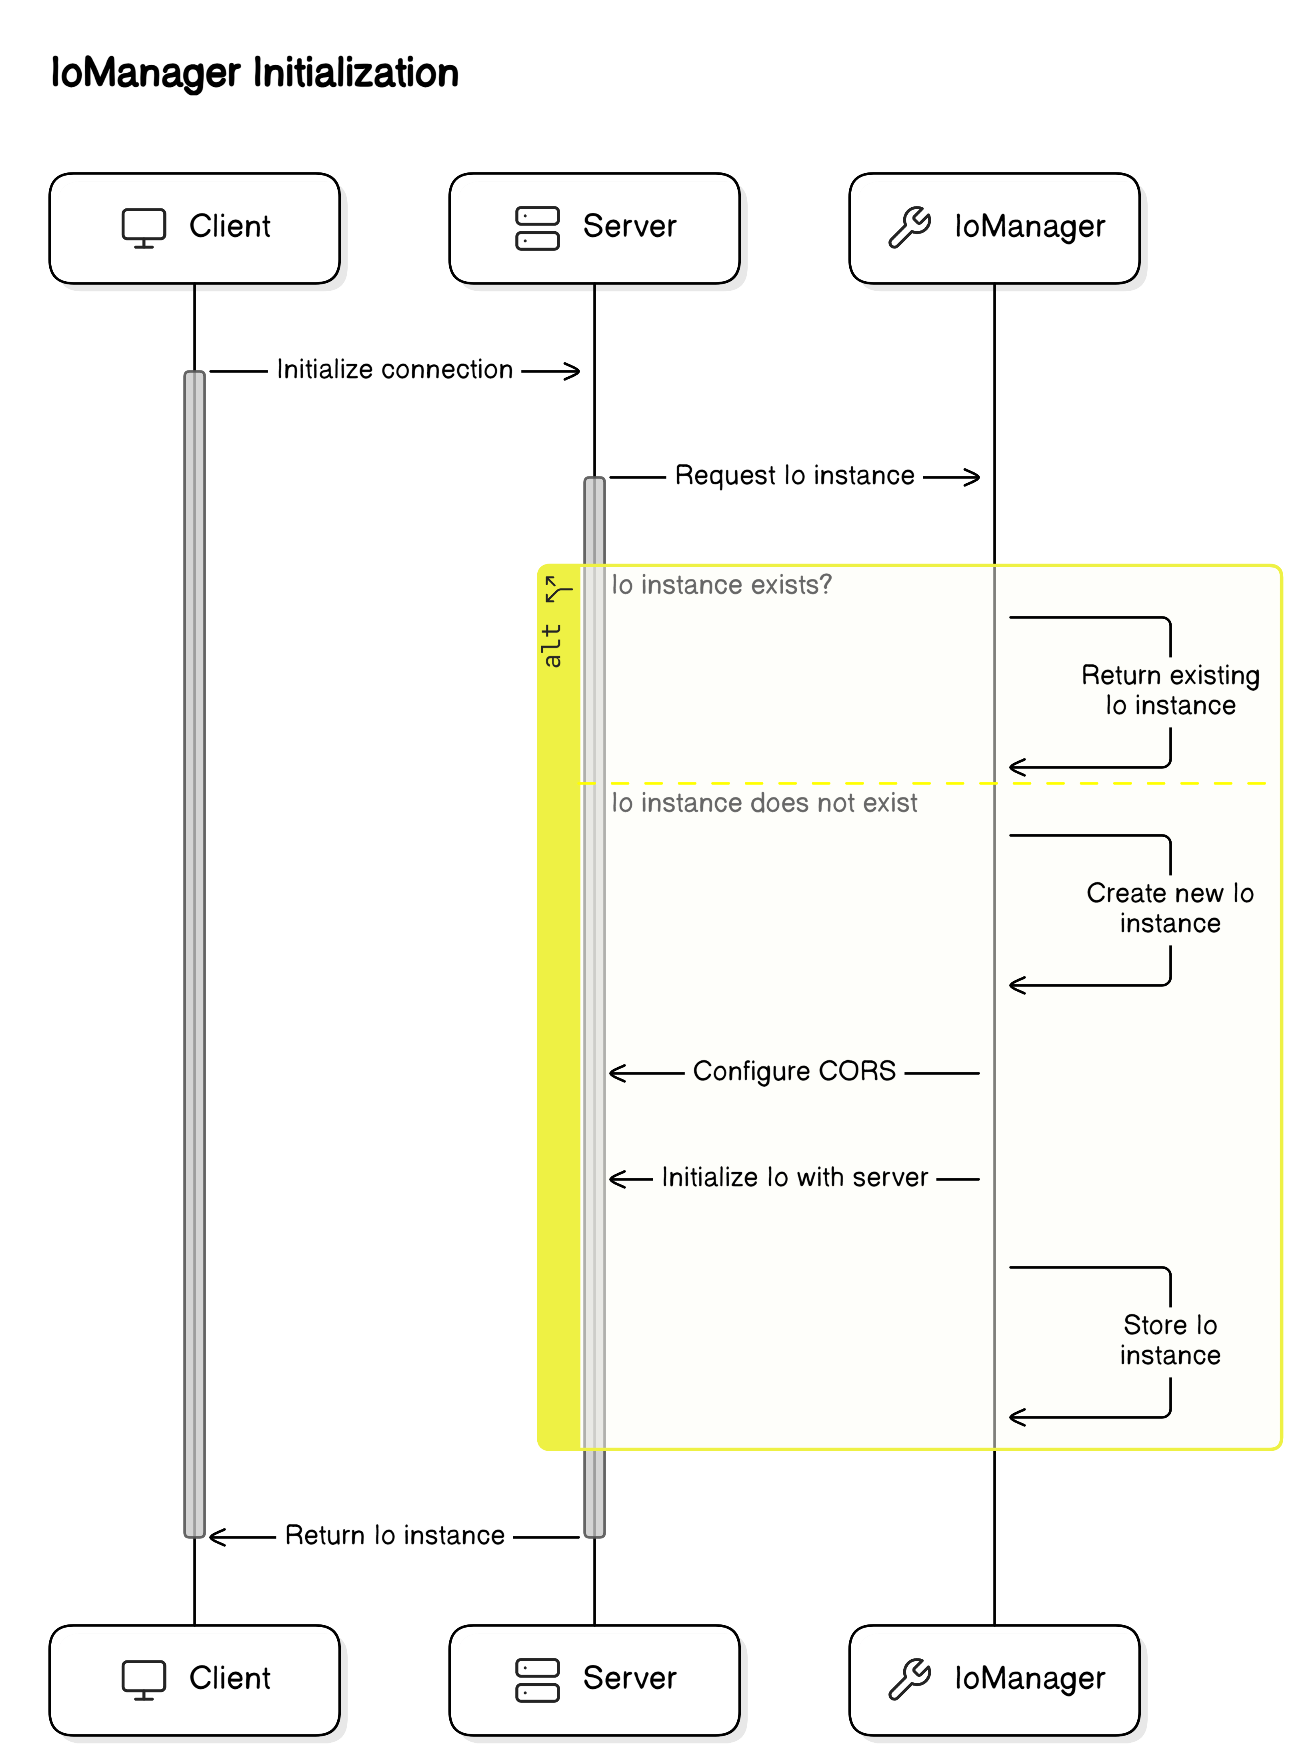 IoManager Initialization
Client
Server
IoManager
Initialize connection
Request Io instance
alt
Io instance exists?
Return existing
Io instance
Io instance does not exist
Create new Io
instance
Configure CORS
Initialize Io with server
Store Io
instance
Return Io instance
Client
Server
IoManager